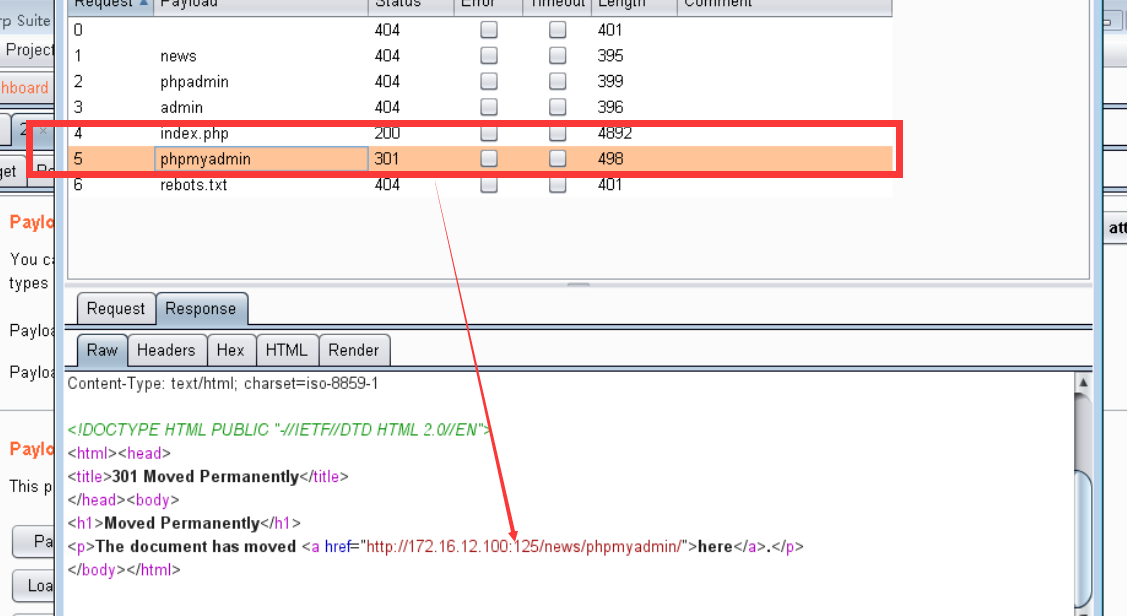 Request Payload Status Error Timeout Length Comment
rp Suite
0 404 401
Project
1 news 404 395
2 phpadmin 404 399
hboard
3 admin 404 396
2 ×
4 index.php 200 4892
5 phpmyadmin 301 498
get
6 rebots.txt 404 401
Paylo
att
You ca
types
Request Response
Payloa
Raw Headers Hex HTML Render
Payloa
Content-Type: text/html; charset=iso-8859-1
<!DOCTYPE HTML PUBLIC "-//IETF//DTD HTML 2.0//EN">
Paylo
<html><head>
<title>301 Moved Permanently</title>
This p
</head><body>
<h1>Moved Permanently</h1>
Pa
<p>The document has moved <a href="http://172.16.12.100:125/news/phpmyadmin/">here</a>.</p>
</body></html>
Loa